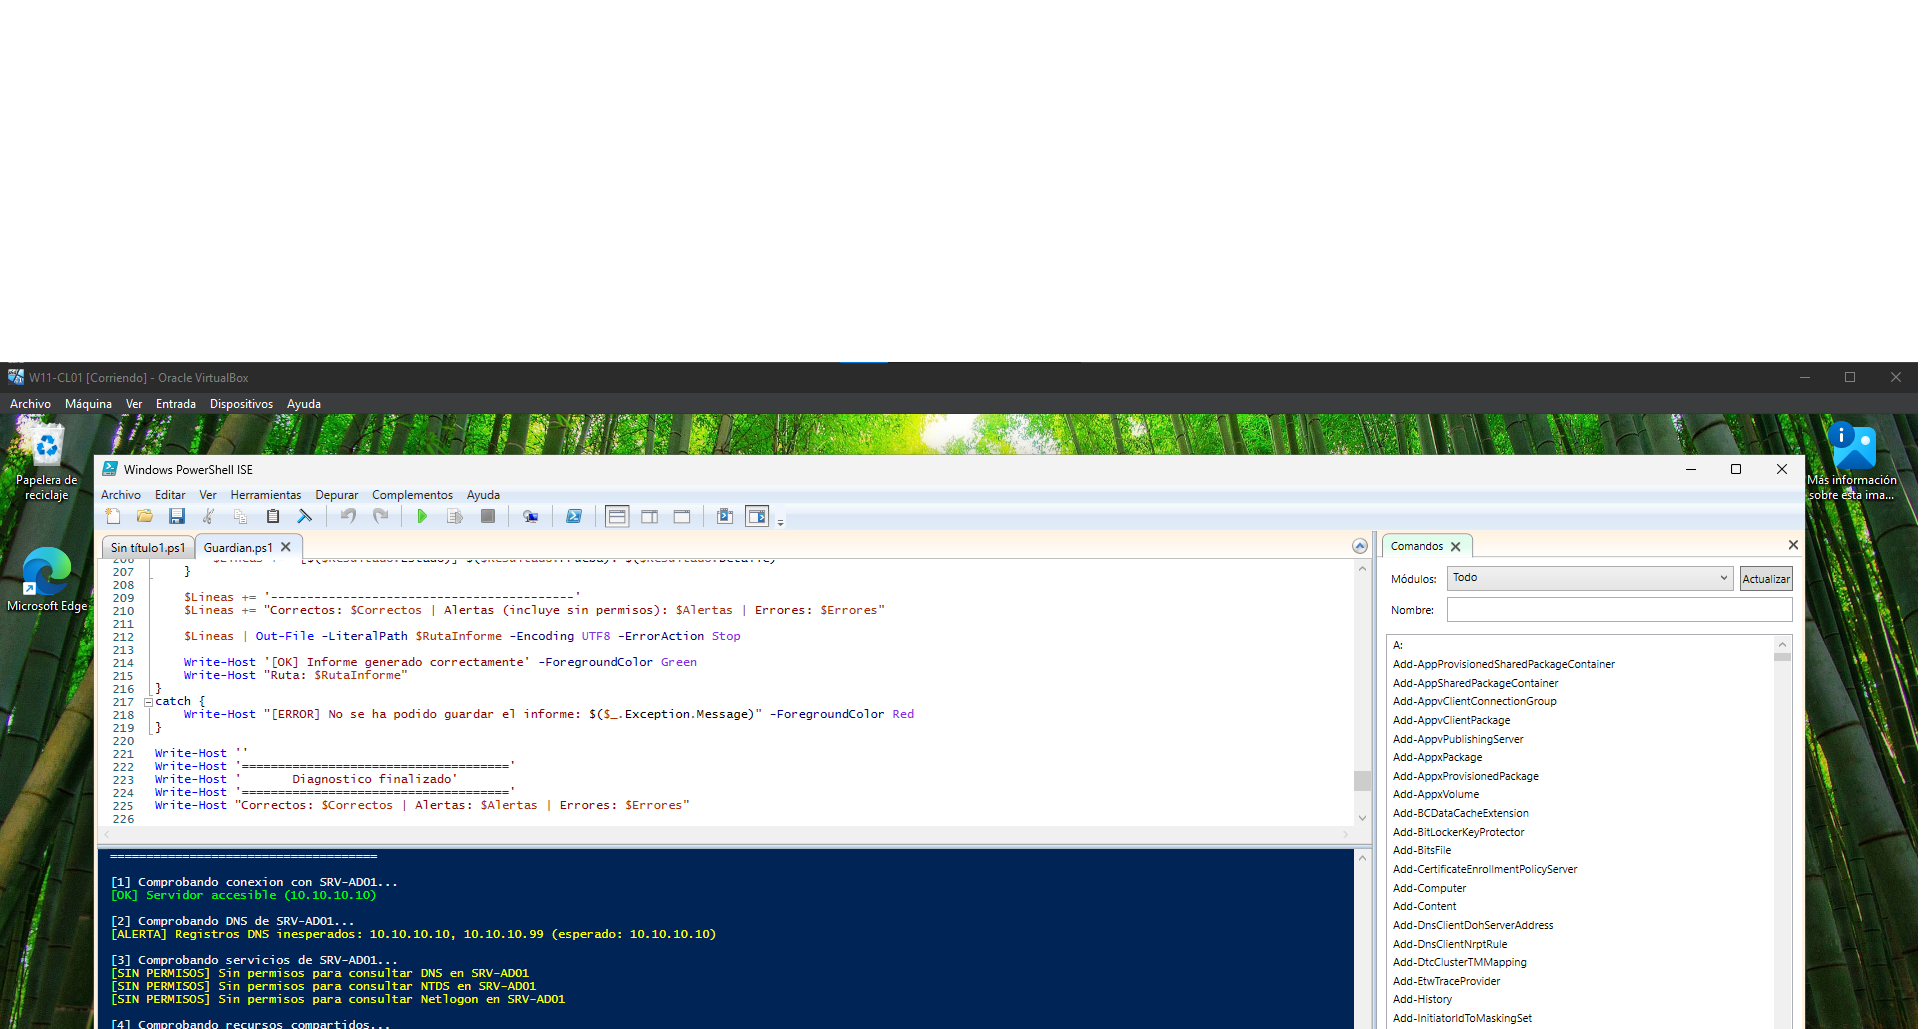 W11-CL01 [Corriendo] - Oracle VirtualBox
Archivo Máquina Ver Entrada Dispositivos Ayuda
Papelera de
reciclaje
Microsoft Edge
Más información
sobre esta ima...
Windows PowerShell ISE
Archivo Editar Ver Herramientas Depurar Complementos Ayuda
Sin título1.ps1 Guardian.ps1
207 }
208
209 $Lineas += '------------------------------------------'
210 $Lineas += "Correctos: $Correctos | Alertas (incluye sin permisos): $Alertas | Errores: $Errores"
211
212 $Lineas | Out-File -LiteralPath $RutaInforme -Encoding UTF8 -ErrorAction Stop
213
214 Write-Host '[OK] Informe generado correctamente' -ForegroundColor Green
215 Write-Host "Ruta: $RutaInforme"
216 }
217 catch {
218 Write-Host "[ERROR] No se ha podido guardar el informe: $($_.Exception.Message)" -ForegroundColor Red
219 }
220
221 Write-Host ''
222 Write-Host '====================================='
223 Write-Host '       Diagnostico finalizado'
224 Write-Host '====================================='
225 Write-Host "Correctos: $Correctos | Alertas: $Alertas | Errores: $Errores"
226
=====================================
[1] Comprobando conexion con SRV-AD01...
[OK] Servidor accesible (10.10.10.10)
[2] Comprobando DNS de SRV-AD01...
[ALERTA] Registros DNS inesperados: 10.10.10.10, 10.10.10.99 (esperado: 10.10.10.10)
[3] Comprobando servicios de SRV-AD01...
[SIN PERMISOS] Sin permisos para consultar DNS en SRV-AD01
[SIN PERMISOS] Sin permisos para consultar NTDS en SRV-AD01
[SIN PERMISOS] Sin permisos para consultar Netlogon en SRV-AD01
[4] Comprobando recursos compartidos...
Comandos
Módulos: Todo Actualizar
Nombre:
A:
Add-AppProvisionedSharedPackageContainer
Add-AppSharedPackageContainer
Add-AppvClientConnectionGroup
Add-AppvClientPackage
Add-AppvPublishingServer
Add-AppxPackage
Add-AppxProvisionedPackage
Add-AppxVolume
Add-BCDataCacheExtension
Add-BitLockerKeyProtector
Add-BitsFile
Add-CertificateEnrollmentPolicyServer
Add-Computer
Add-Content
Add-DnsClientDohServerAddress
Add-DnsClientNrptRule
Add-DtcClusterTMMapping
Add-EtwTraceProvider
Add-History
Add-InitiatorIdToMaskingSet